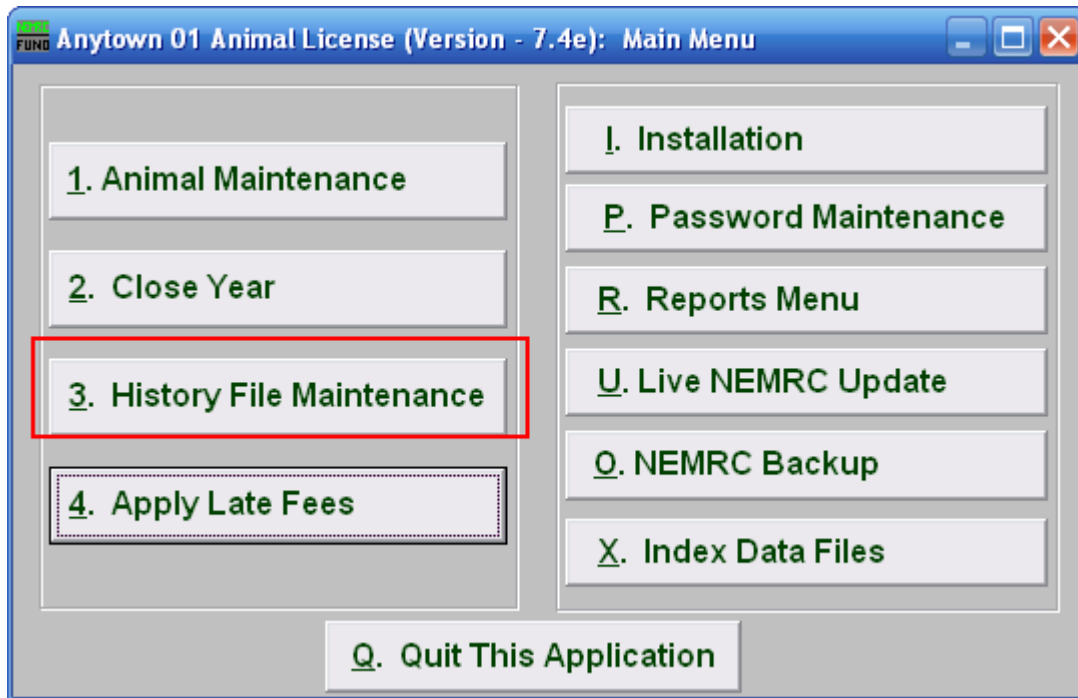 NEMRC
FUND
Anytown 01 Animal License (Version - 7.4e): Main Menu
1. Animal Maintenance
2. Close Year
3. History File Maintenance
4. Apply Late Fees
I. Installation
P. Password Maintenance
R. Reports Menu
U. Live NEMRC Update
O. NEMRC Backup
X. Index Data Files
Q. Quit This Application